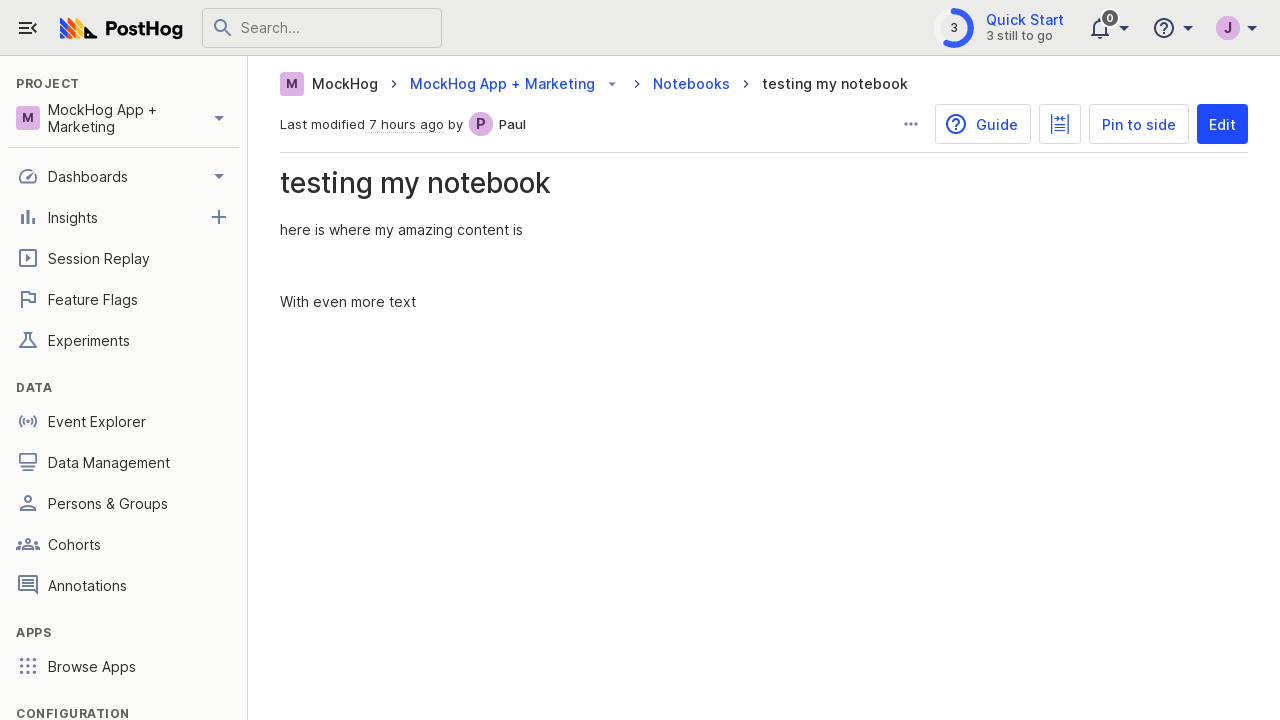 PostHog
Search...
3
Quick Start
3 still to go
0
J
PROJECT
M
MockHog App +
Marketing
Dashboards
Insights
Session Replay
Feature Flags
Experiments
DATA
Event Explorer
Data Management
Persons & Groups
Cohorts
Annotations
APPS
Browse Apps
CONFIGURATION
M MockHog MockHog App + Marketing Notebooks testing my notebook
Last modified 7 hours ago by P Paul
Guide
Pin to side
Edit
testing my notebook
here is where my amazing content is
With even more text